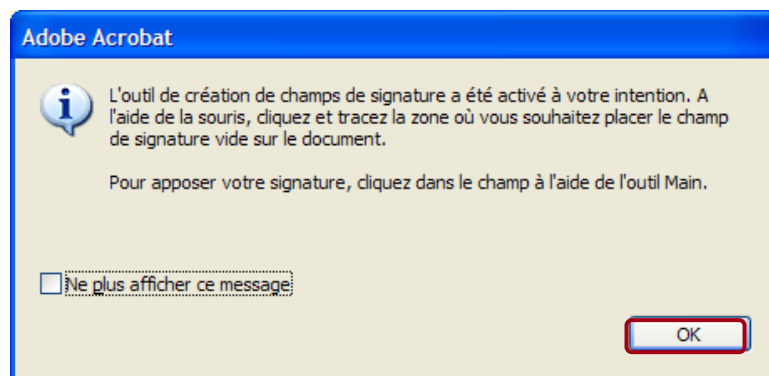 Adobe Acrobat
L'outil de création de champs de signature a été activé à votre intention. A
l'aide de la souris, cliquez et tracez la zone où vous souhaitez placer le champ
de signature vide sur le document.
Pour apposer votre signature, cliquez dans le champ à l'aide de l'outil Main.
Ne plus afficher ce message
OK